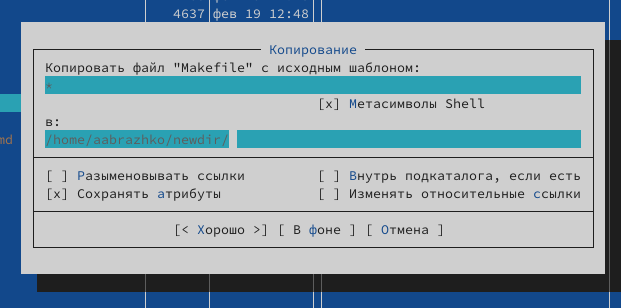 4637 фев 19 12:48
Копирование
Копировать файл "Makefile" с исходным шаблоном:
*
[x] Метасимволы Shell
в:
md
/home/aabrazhko/newdir/
[ ] Разыменовывать ссылки [ ] Внутрь подкаталога, если есть
[x] Сохранять атрибуты [ ] Изменять относительные ссылки
[< Хорошо >] [ В фоне ] [ Отмена ]